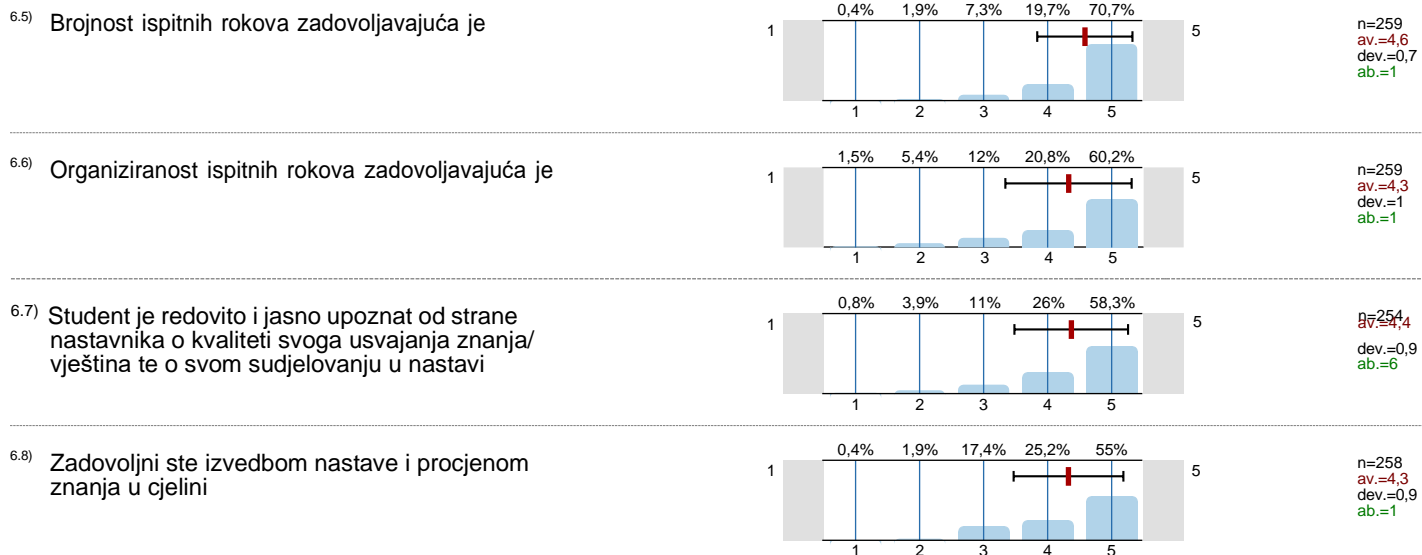 6.5) Brojnost ispitnih rokova zadovoljavajuća je
0,4% 1,9% 7,3% 19,7% 70,7%
1 5
1 2 3 4 5
n=259
av.=4,6
dev.=0,7
ab.=1
6.6) Organiziranost ispitnih rokova zadovoljavajuća je
1,5% 5,4% 12% 20,8% 60,2%
1 5
1 2 3 4 5
n=259
av.=4,3
dev.=1
ab.=1
6.7) Student je redovito i jasno upoznat od strane
nastavnika o kvaliteti svoga usvajanja znanja/
vještina te o svom sudjelovanju u nastavi
0,8% 3,9% 11% 26% 58,3%
1 5
1 2 3 4 5
n=254
av.=4,4
dev.=0,9
ab.=6
6.8) Zadovoljni ste izvedbom nastave i procjenom
znanja u cjelini
0,4% 1,9% 17,4% 25,2% 55%
1 5
1 2 3 4 5
n=258
av.=4,3
dev.=0,9
ab.=1